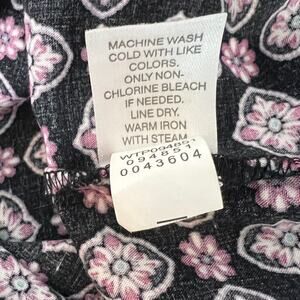 MACHINE WASH
COLD WITH LIKE
COLORS.
ONLY NON-
CHLORINE BLEACH
IF NEEDED.
LINE DRY.
WARM IRON
WITH STEAM
094853
0043604